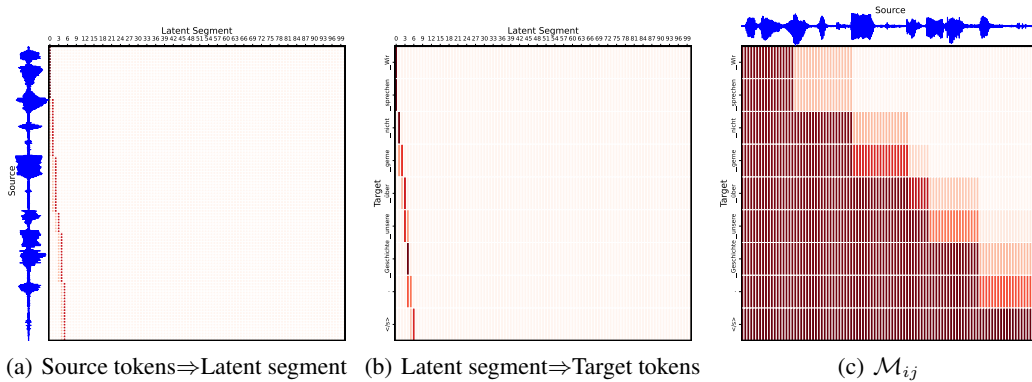 Latent Segment
0 3 6 9 12 15 18 21 24 27 30 33 36 39 42 45 48 51 54 57 60 63 66 69 72 75 78 81 84 87 90 93 96 99
Source
(a) Source tokens⇒Latent segment
Latent Segment
0 3 6 9 12 15 18 21 24 27 30 33 36 39 42 45 48 51 54 57 60 63 66 69 72 75 78 81 84 87 90 93 96 99
Target
_Wir
_sprechen
_nicht
_gerne
_über
_unsere
_Geschichte
.
</s>
(b) Latent segment⇒Target tokens
Source
Target
_Wir
_sprechen
_nicht
_gerne
_über
_unsere
_Geschichte
.
</s>
(c) ℳij